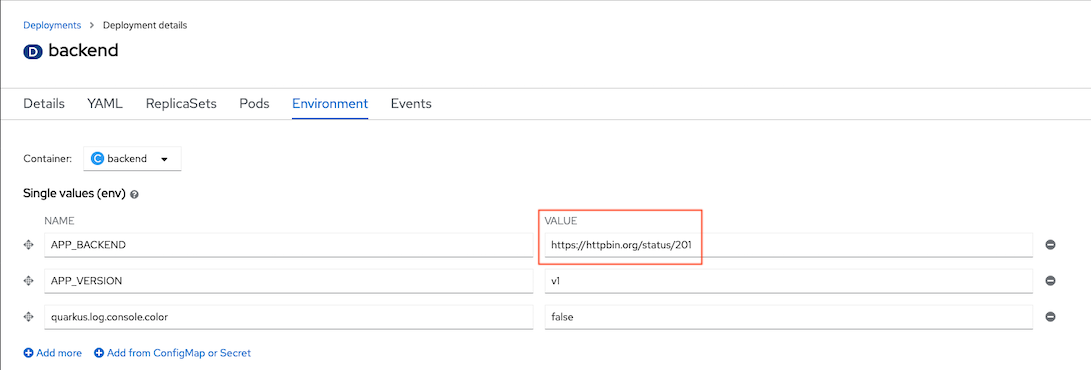 Deployments > Deployment details
D backend
Details YAML ReplicaSets Pods Environment Events
Container: C backend
Single values (env)
NAME VALUE
APP_BACKEND https://httpbin.org/status/201
APP_VERSION v1
quarkus.log.console.color false
Add more Add from ConfigMap or Secret